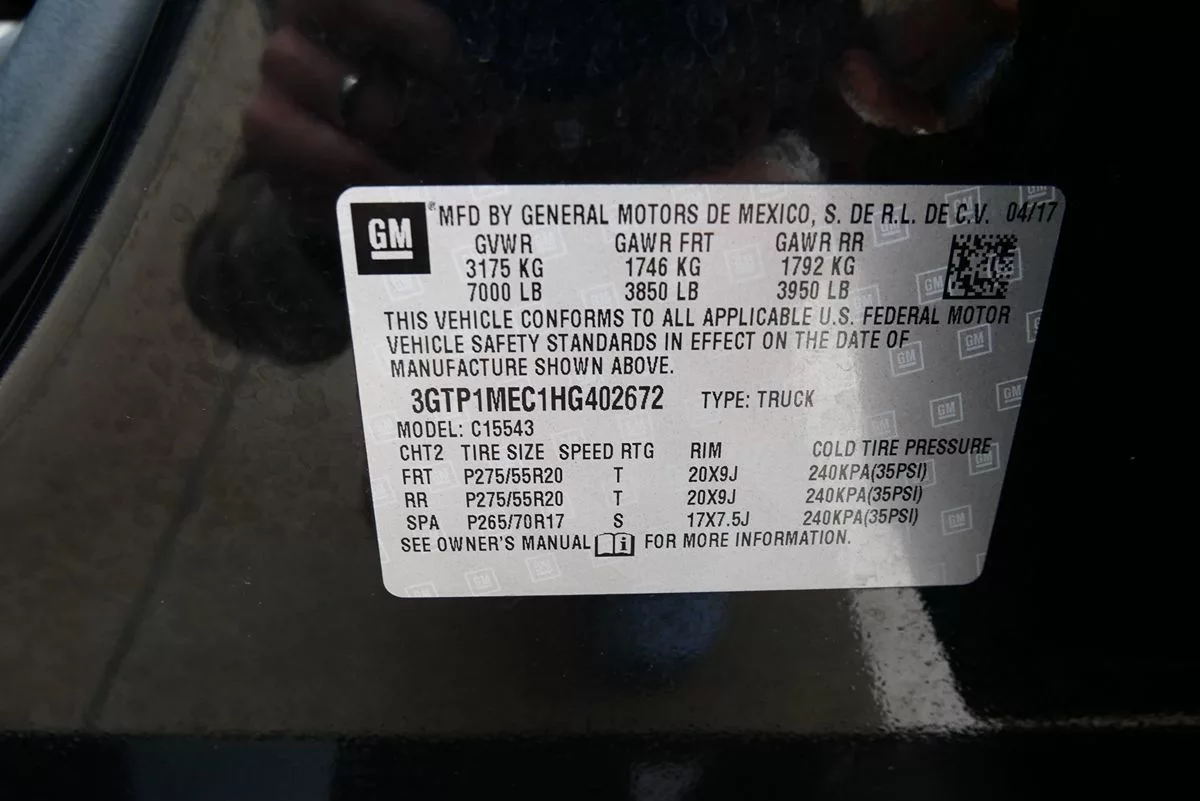 GM ®MFD BY GENERAL MOTORS DE MEXICO, S. DE R.L. DE C.V. 04/17
GVWR GAWR FRT GAWR RR
3175 KG 1746 KG 1792 KG
7000 LB 3850 LB 3950 LB
THIS VEHICLE CONFORMS TO ALL APPLICABLE U.S. FEDERAL MOTOR
VEHICLE SAFETY STANDARDS IN EFFECT ON THE DATE OF
MANUFACTURE SHOWN ABOVE.
3GTP1MEC1HG402672 TYPE: TRUCK
MODEL: C15543
CHT2 TIRE SIZE SPEED RTG RIM COLD TIRE PRESSURE
FRT P275/55R20 T 20X9J 240KPA(35PSI)
RR P275/55R20 T 20X9J 240KPA(35PSI)
SPA P265/70R17 S 17X7.5J 240KPA(35PSI)
SEE OWNER'S MANUAL i FOR MORE INFORMATION.